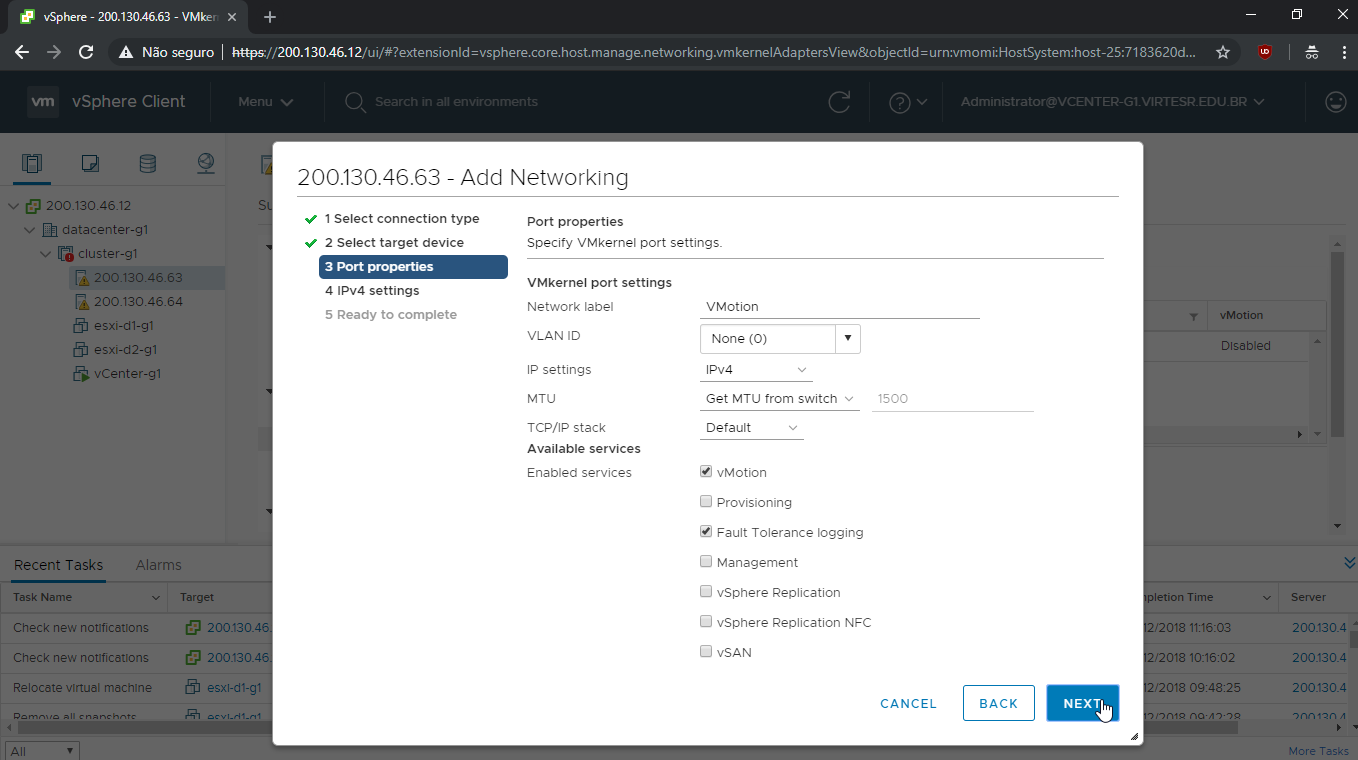 vSphere - 200.130.46.63 - VMker
Não seguro | https://200.130.46.12/ui/#?extensionId=vsphere.core.host.manage.networking.vmkernelAdaptersView&objectId=urn:vmomi:HostSystem:host-25:7183620d...
vm vSphere Client Menu Search in all environments Administrator@VCENTER-G1.VIRTESR.EDU.BR
200.130.46.12
datacenter-g1
cluster-g1
200.130.46.63
200.130.46.64
esxi-d1-g1
esxi-d2-g1
vCenter-g1
Su
vMotion
Disabled
200.130.46.63 - Add Networking
1 Select connection type
2 Select target device
3 Port properties
4 IPv4 settings
5 Ready to complete
Port properties
Specify VMkernel port settings.
VMkernel port settings
Network label VMotion
VLAN ID None (0)
IP settings IPv4
MTU Get MTU from switch 1500
TCP/IP stack Default
Available services
Enabled services vMotion
Provisioning
Fault Tolerance logging
Management
vSphere Replication
vSphere Replication NFC
vSAN
CANCEL BACK NEXT
Recent Tasks Alarms
Task Name Target mpletion Time Server
Check new notifications 200.130.46. 12/2018 11:16:03 200.130.4
Check new notifications 200.130.46. 12/2018 10:16:02 200.130.4
Relocate virtual machine esxi-d1-g1 12/2018 09:48:25 200.130.4
Remove all snapshots esxi-d1-g1 12/2018 09:42:28 200.130.4
All More Tasks